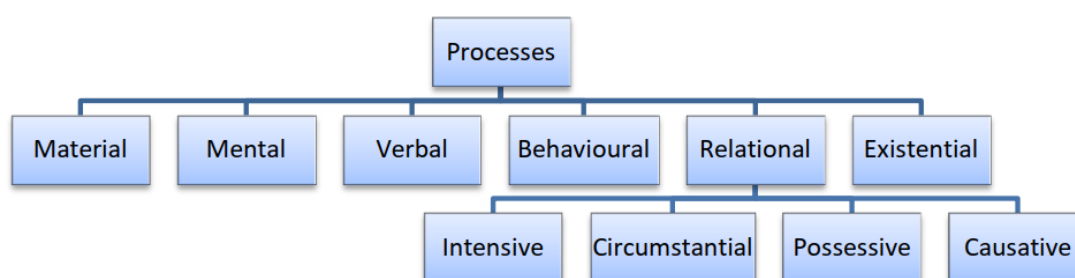 Processes
Material
Mental
Verbal
Behavioural
Relational
Existential
Intensive
Circumstantial
Possessive
Causative